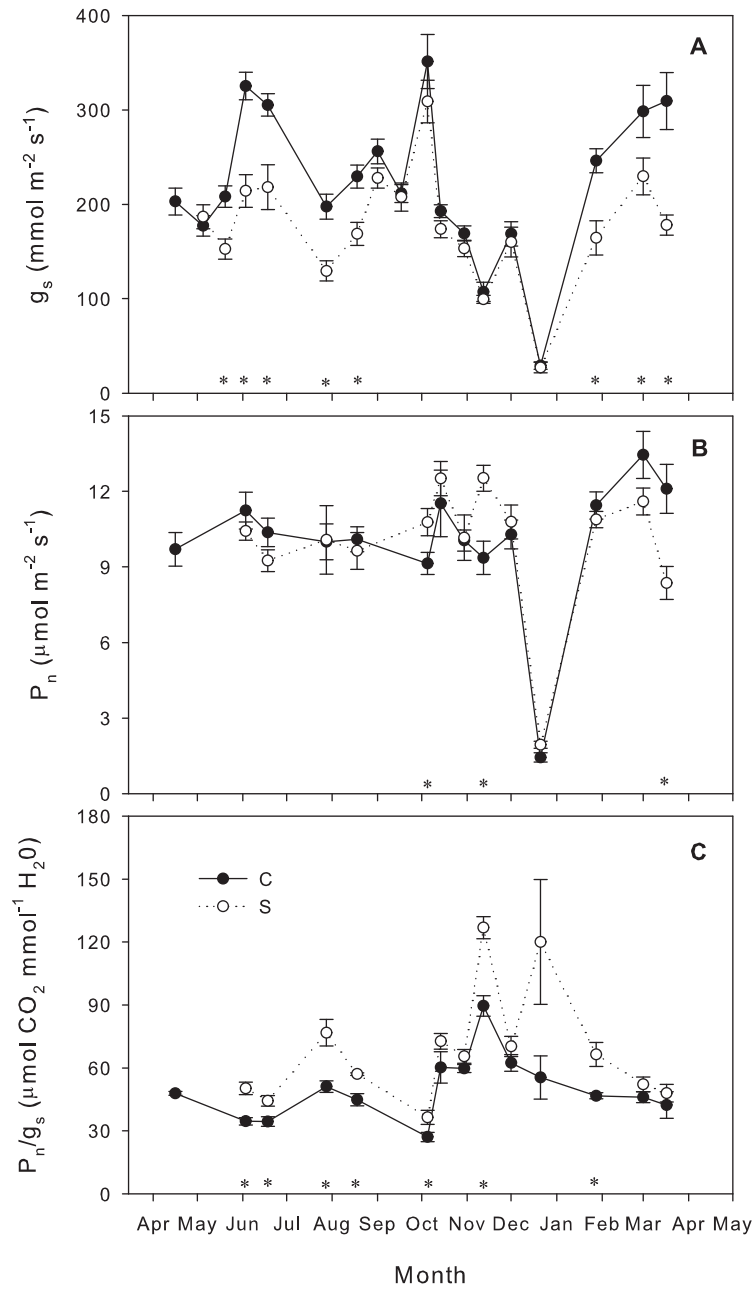 400
A
300
200
100
0
gs (mmol m-2 s-1)
* * * * * * * *
15
B
12
9
6
3
0
Pn (μmol m-2 s-1)
* * *
180
C
150
120
90
60
30
0
Pn/gs (μmol CO2 mmol-1 H20)
C
S
* * * * * * *
Apr May Jun Jul Aug Sep Oct Nov Dec Jan Feb Mar Apr May
Month